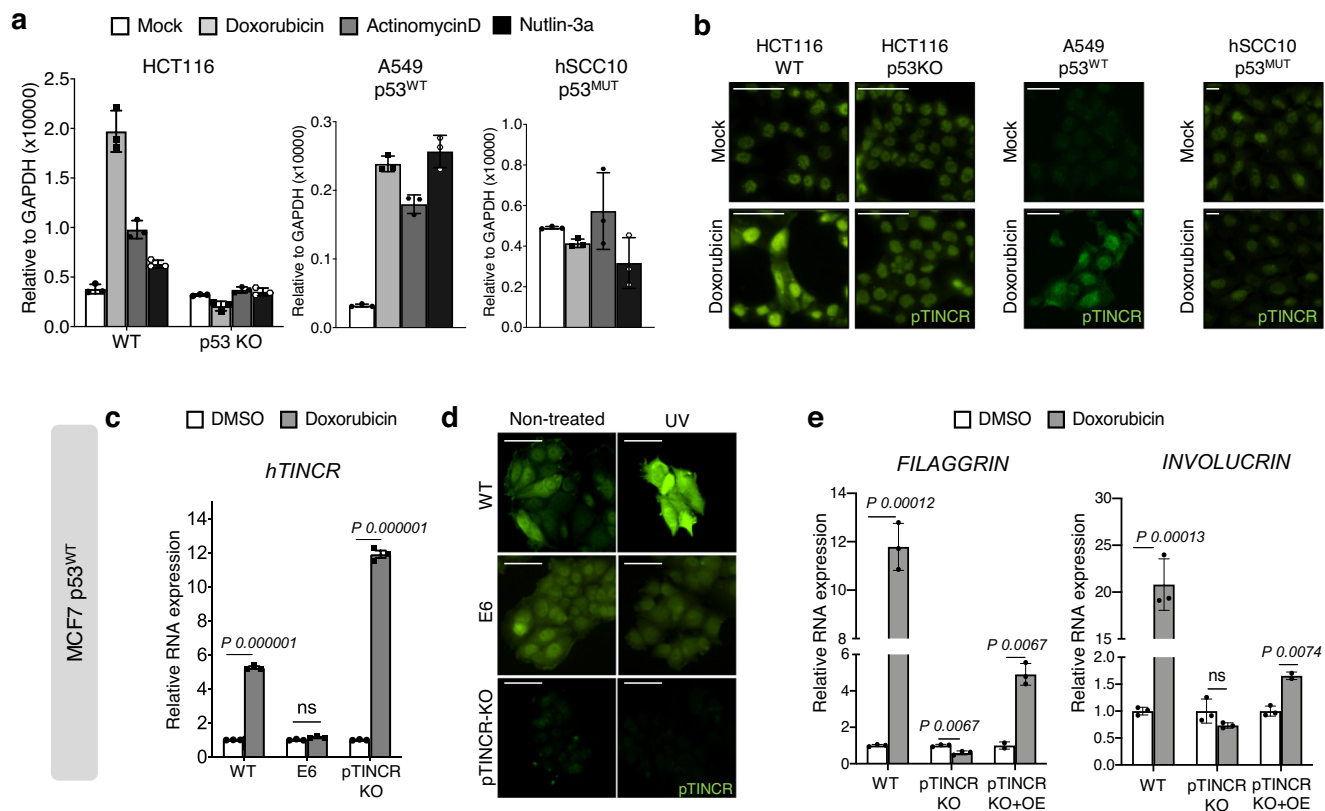 a
Mock Doxorubicin ActinomycinD Nutlin-3a
HCT116
Relative to GAPDH (x10000)
2.5
2.0
1.5
1.0
0.5
0.0
WT p53 KO
A549
p53WT
Relative to GAPDH (x10000)
0.3
0.2
0.1
0.0
hSCC10
p53MUT
Relative to GAPDH (x10000)
1.0
0.8
0.6
0.4
0.2
0.0
b
HCT116
WT
HCT116
p53KO
A549
p53WT
hSCC10
p53MUT
Mock
Doxorubicin
pTINCR
Mock
Doxorubicin
pTINCR
Mock
Doxorubicin
pTINCR
MCF7 p53WT
c
DMSO Doxorubicin
hTINCR
Relative RNA expression
14
12
10
8
6
4
2
0
P 0.000001
ns
P 0.000001
WT E6 pTINCR
KO
d
Non-treated UV
WT
E6
pTINCR-KO
pTINCR
e
DMSO Doxorubicin
FILAGGRIN
Relative RNA expression
14
12
10
8
6
4
2
0
P 0.00012
P 0.0067
P 0.0067
WT pTINCR pTINCR
KO KO+OE
INVOLUCRIN
Relative RNA expression
30
25
20
15
2.0
1.5
1.0
0.5
0.0
P 0.00013
ns
P 0.0074
WT pTINCR pTINCR
KO KO+OE